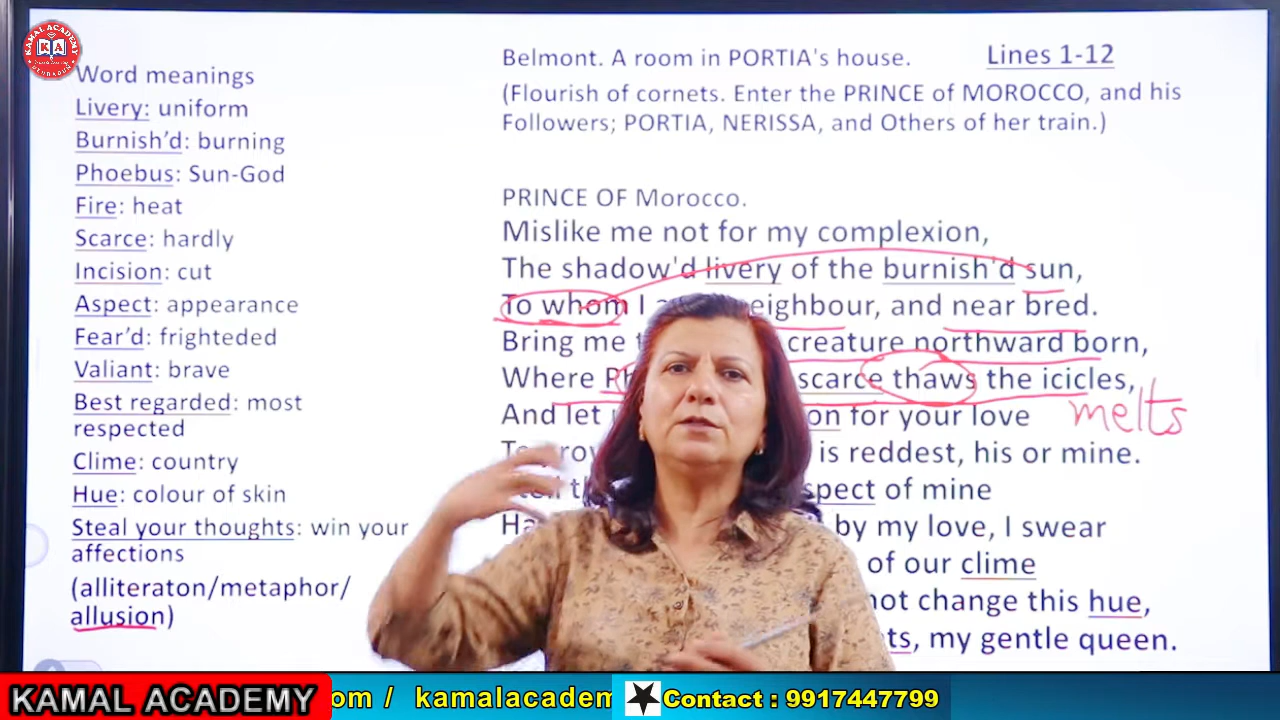 KAMAL ACADEMY
KA
DEHRADUN
Word meanings
Livery: uniform
Burnish’d: burning
Phoebus: Sun-God
Fire: heat
Scarce: hardly
Incision: cut
Aspect: appearance
Fear’d: frighteded
Valiant: brave
Best regarded: most
respected
Clime: country
Hue: colour of skin
Steal your thoughts: win your
affections
(alliteraton/metaphor/
allusion)
Belmont. A room in PORTIA's house. Lines 1-12
(Flourish of cornets. Enter the PRINCE of MOROCCO, and his
Followers; PORTIA, NERISSA, and Others of her train.)
PRINCE OF Morocco.
Mislike me not for my complexion,
The shadow'd livery of the burnish'd sun,
To whom I eighbour, and near bred.
Bring me creature northward born,
Where Ph scarce thaws the icicles,
melts
And let on for your love
is reddest, his or mine.
spect of mine
Ha by my love, I swear
of our clime
not change this hue,
ts, my gentle queen.
KAMAL ACADEMY om / kamalacadem Contact : 9917447799